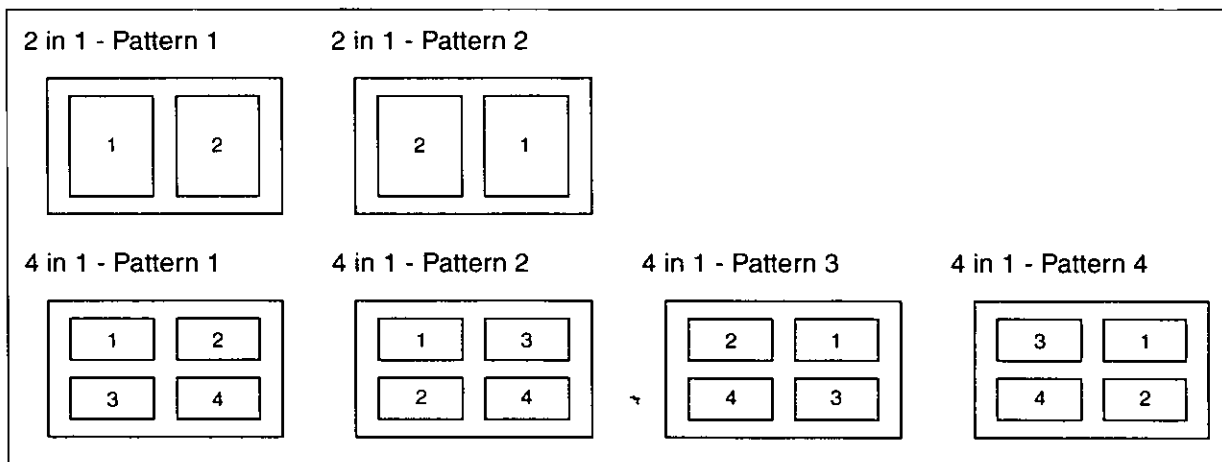 2 in 1 - Pattern 1 2 in 1 - Pattern 2
1 2 2 1
4 in 1 - Pattern 1 4 in 1 - Pattern 2 4 in 1 - Pattern 3 4 in 1 - Pattern 4
1 2 1 3 2 1 3 1
3 4 2 4 4 3 4 2